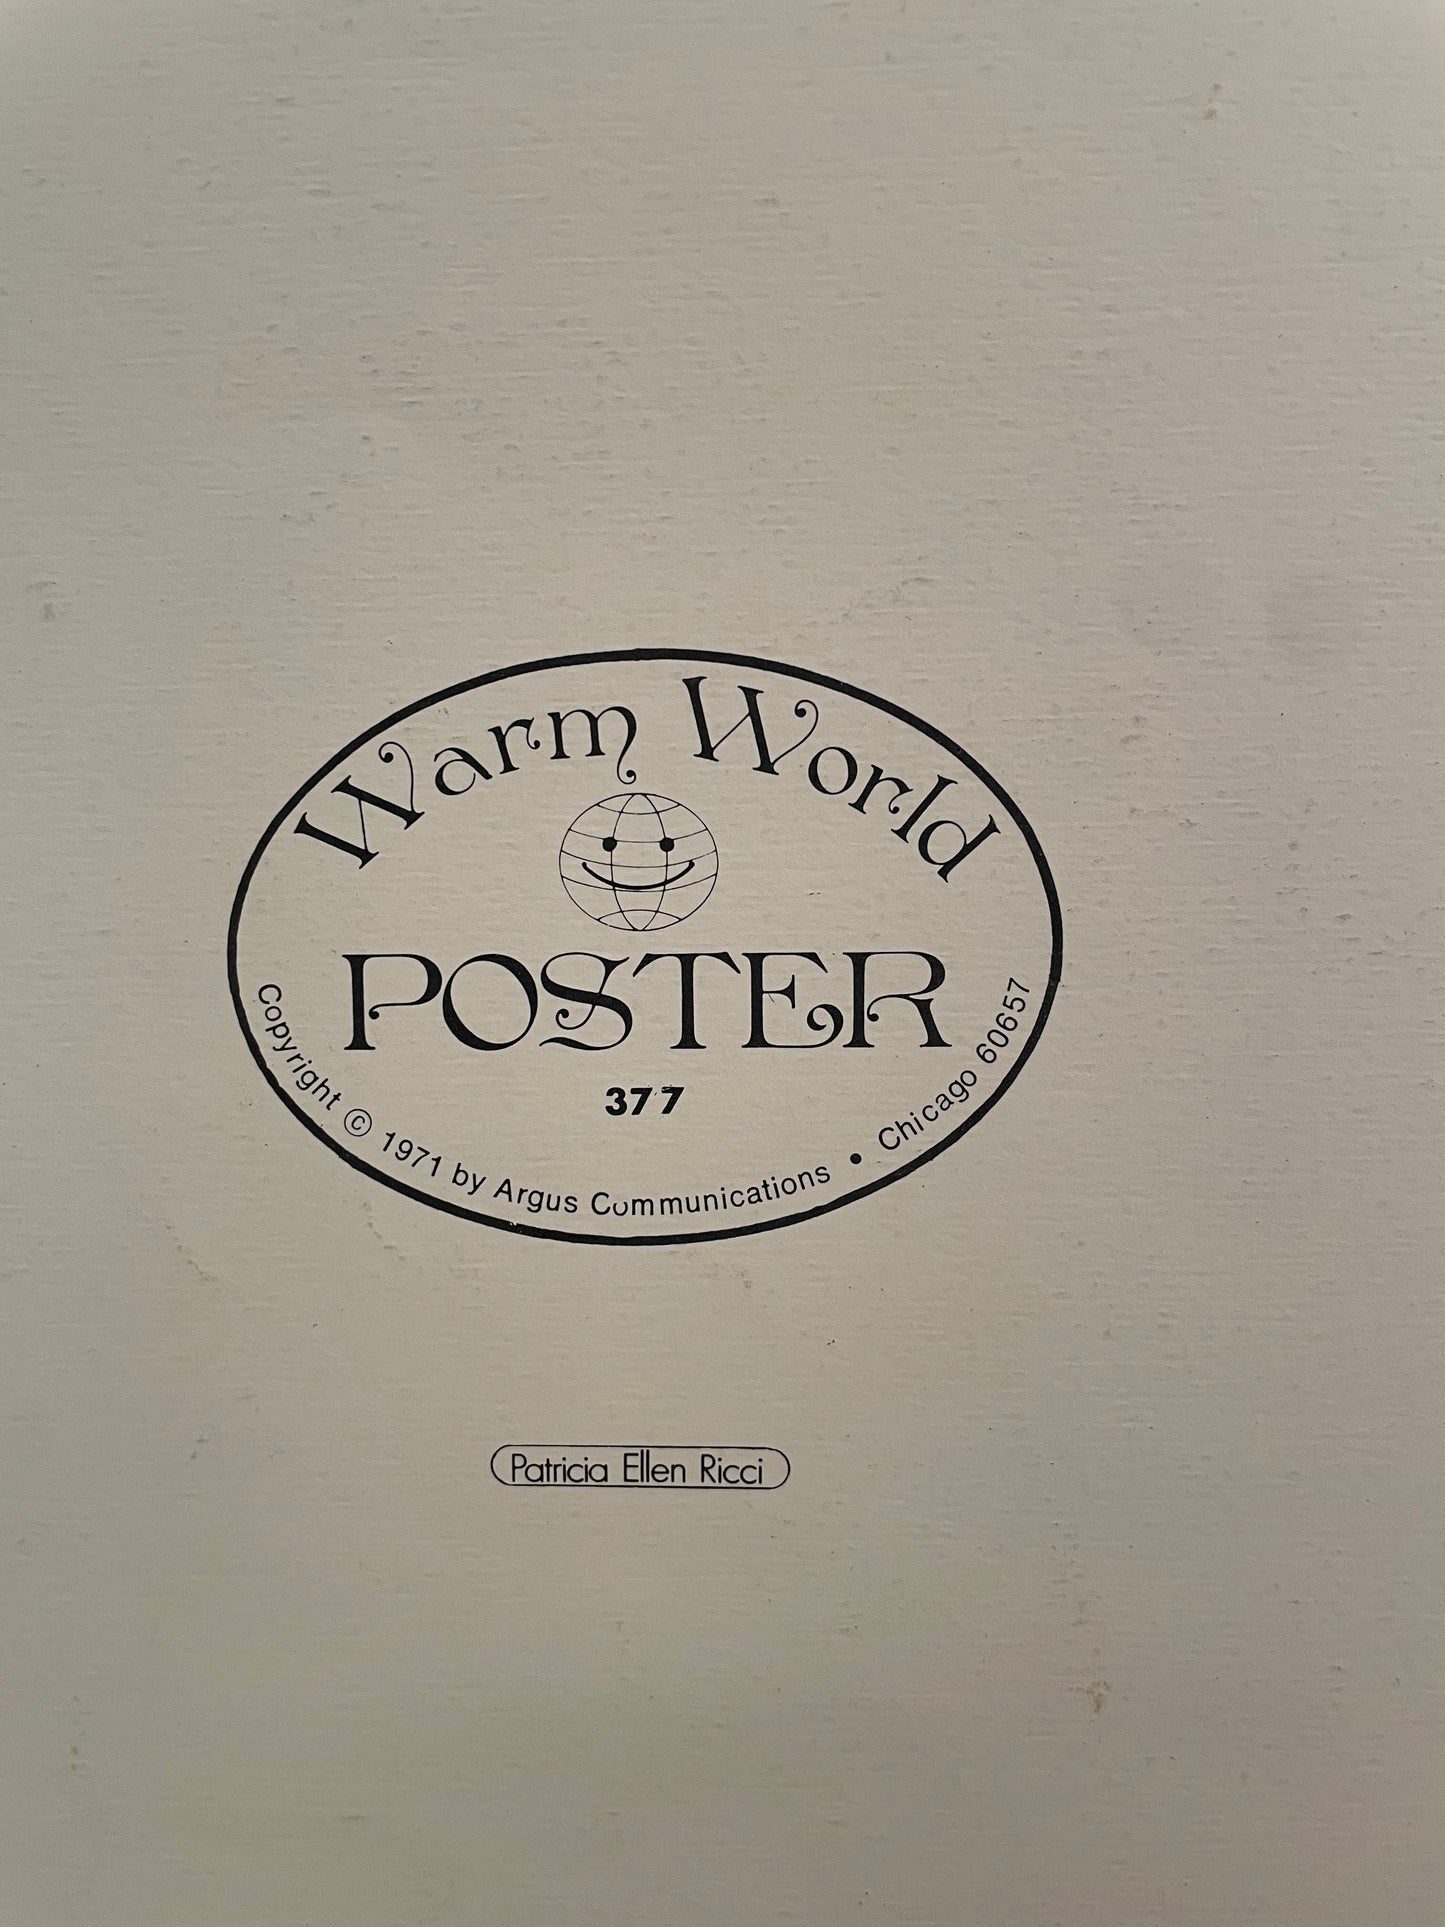 Warm World
POSTER
377
Copyright © 1971 by Argus Communications • Chicago 60657
Patricia Ellen Ricci